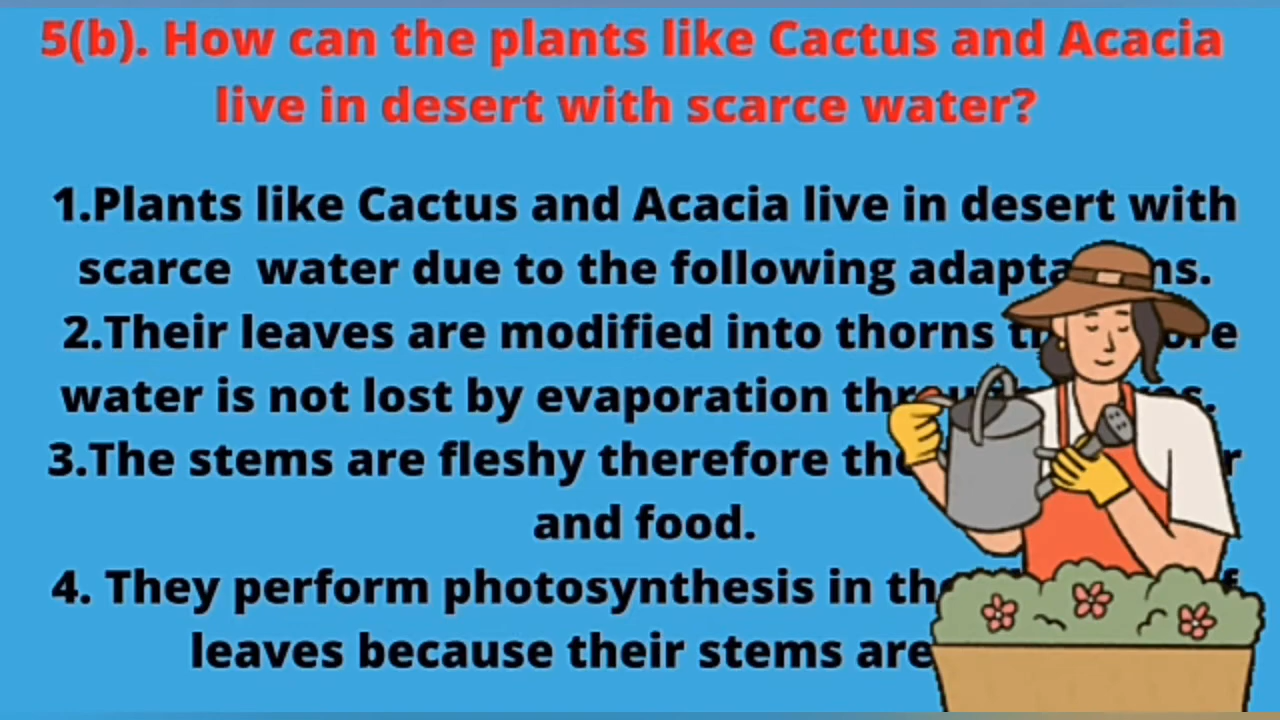 5(b). How can the plants like Cactus and Acacia
live in desert with scarce water?
1.Plants like Cactus and Acacia live in desert with
scarce water due to the following
2.Their leaves are modified into thorns
water is not lost by evaporation
3.The stems are fleshy therefore
and food.
4. They perform photosynthesis in
leaves because their stems are